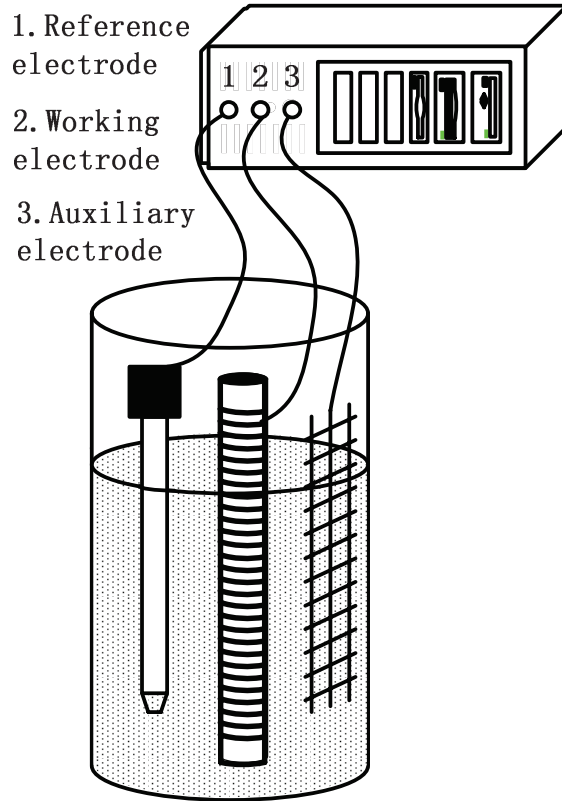 1.Reference
electrode
2.Working
electrode
3.Auxiliary
electrode
1 2 3